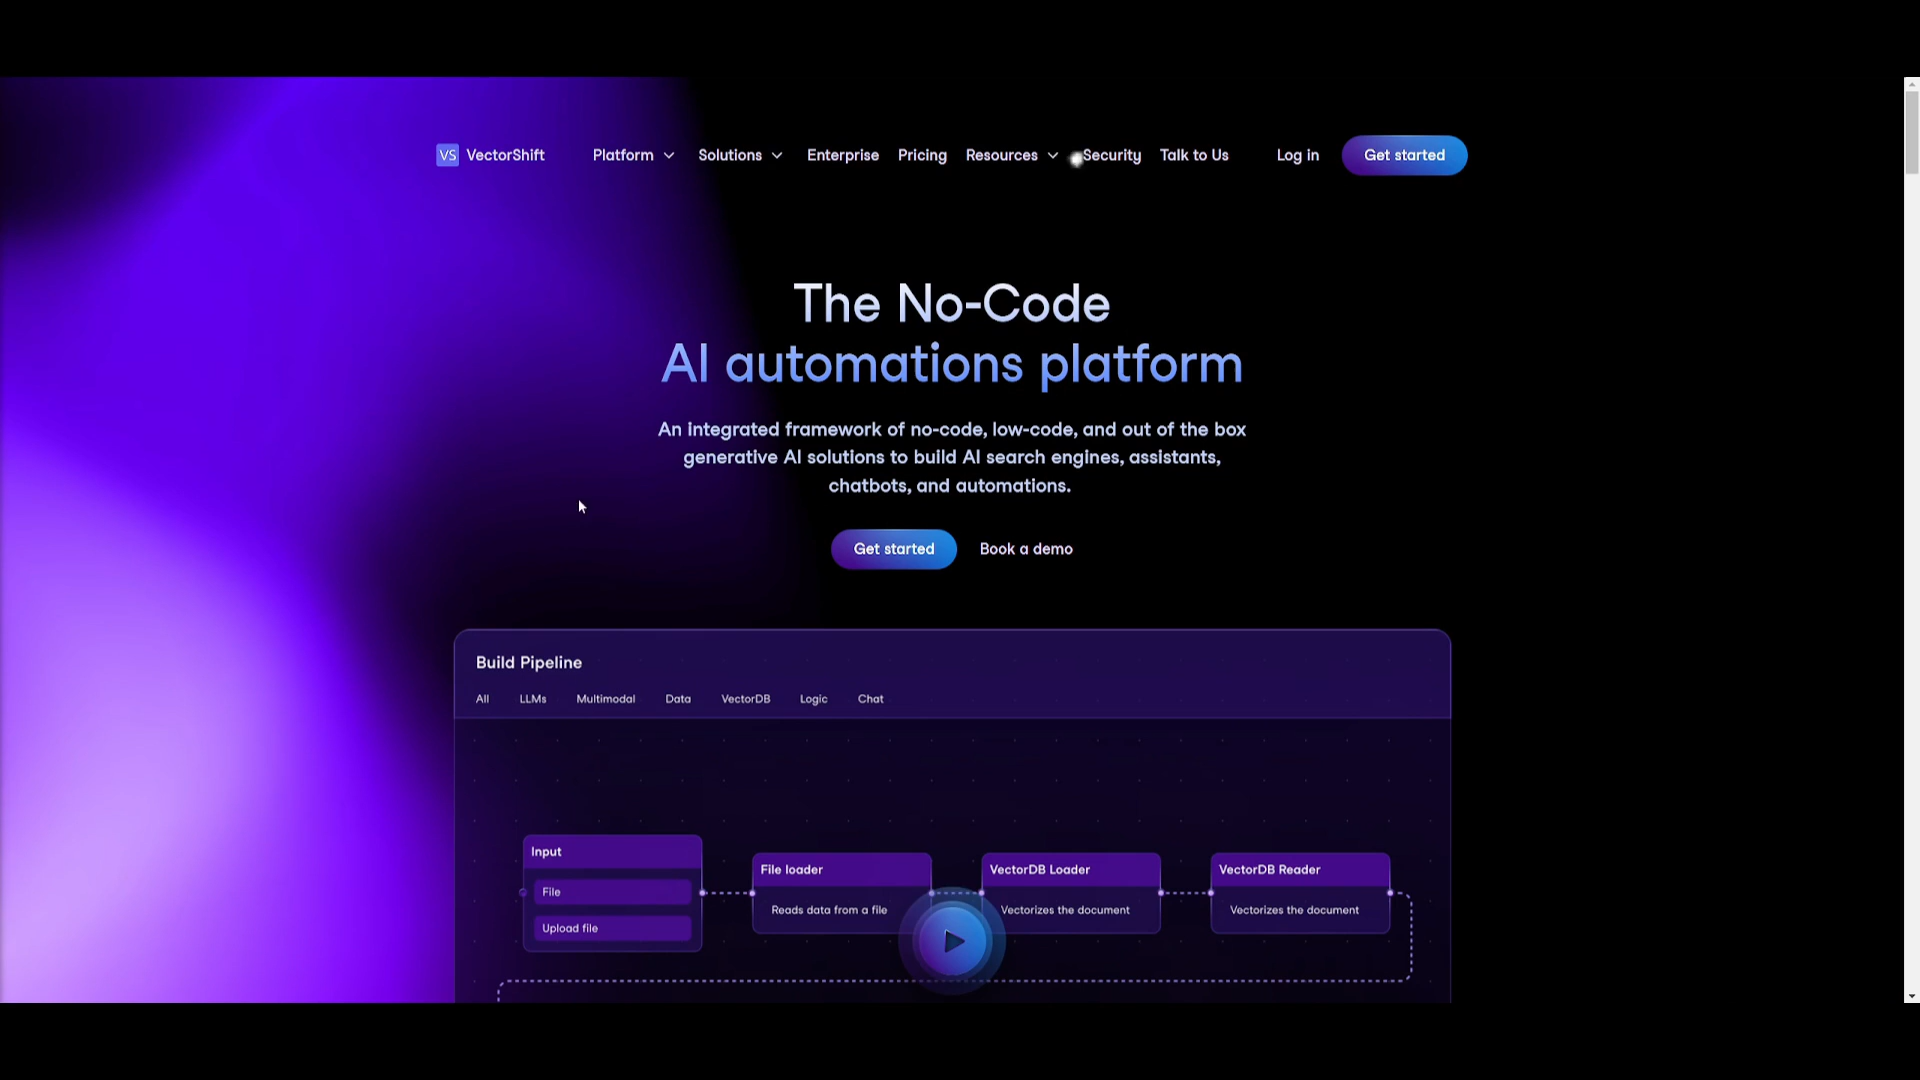 VS VectorShift Platform Solutions Enterprise Pricing Resources Security Talk to Us Log in Get started
The No-Code
AI automations platform
An integrated framework of no-code, low-code, and out of the box
generative AI solutions to build AI search engines, assistants,
chatbots, and automations.
Get started Book a demo
Build Pipeline
All LLMs Multimodal Data VectorDB Logic Chat
Input
File
Upload file
File loader
Reads data from a file
VectorDB Loader
Vectorizes the document
VectorDB Reader
Vectorizes the document